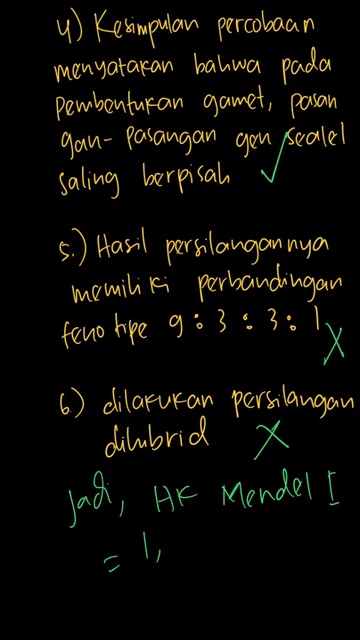 4) Kesimpulan percobaan
menyatakan bahwa pada
Pembentukan gamet, pasan
gan-pasangan gen sealel
saling berpisah ✓
5.) Hasil persilangannya
memiliki perbandingan
fenotipe 9:3:3:1 X
6.) dilakukan persilangan
dihibrid X
Jadi, HK Mendel I
= 1,